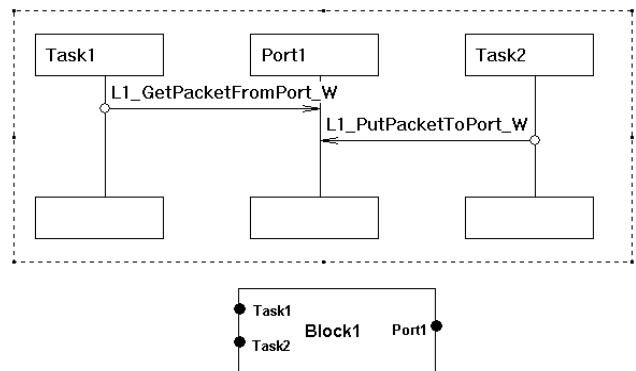 Task1
Port1
Task2
L1_GetPacketFromPort_W
L1_PutPacketToPort_W
Task1
Block1
Port1
Task2